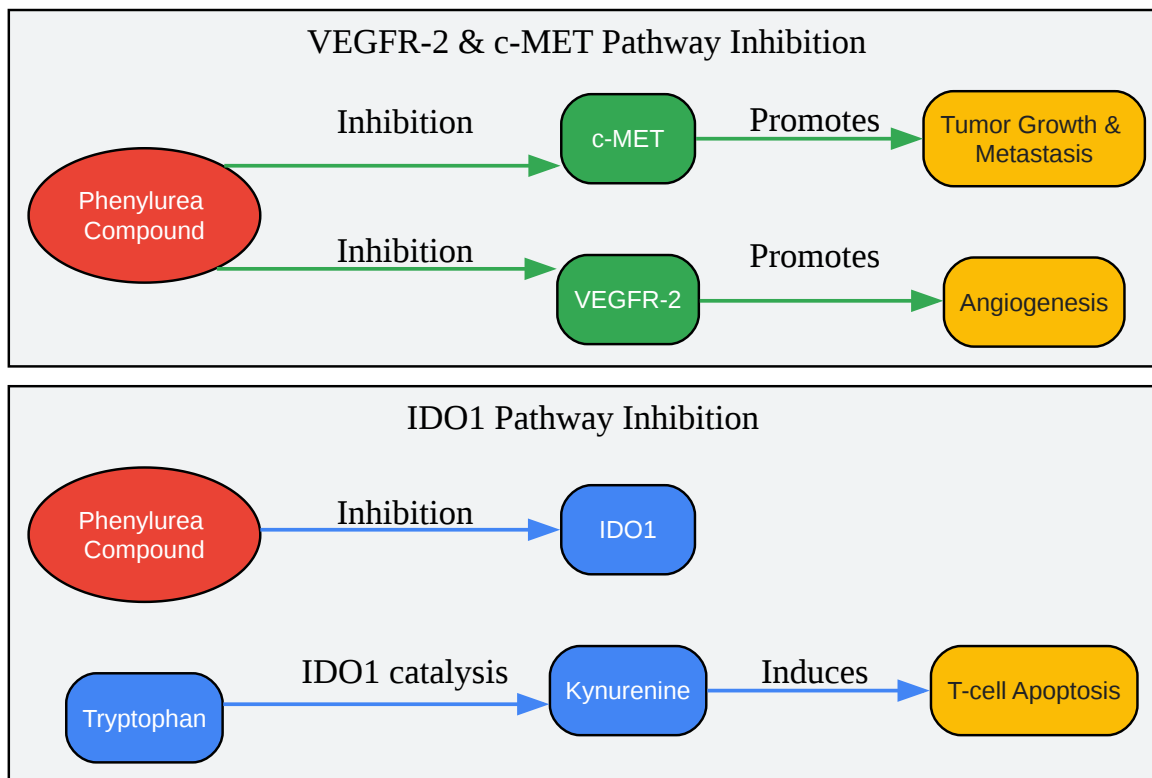 VEGFR-2 & c-MET Pathway Inhibition
Inhibition
c-MET
Promotes
Tumor Growth &
Metastasis
Phenylurea
Compound
Inhibition
VEGFR-2
Promotes
Angiogenesis
IDO1 Pathway Inhibition
Phenylurea
Compound
Inhibition
IDO1
Tryptophan
IDO1 catalysis
Kynurenine
Induces
T-cell Apoptosis